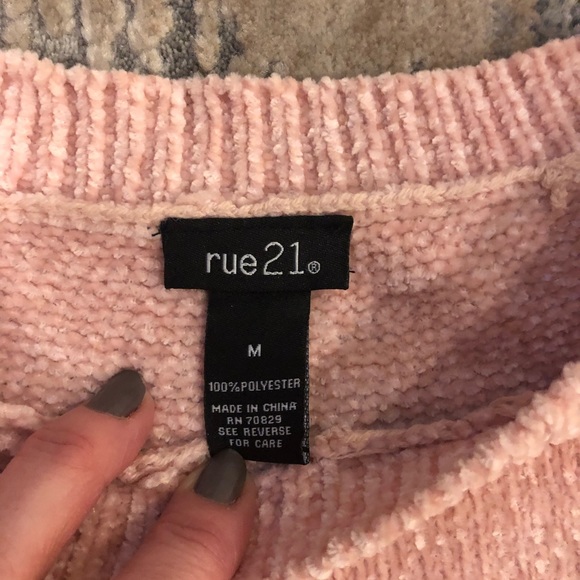 rue21®
M
100%POLYESTER
MADE IN CHINA
RN 70829
SEE REVERSE
FOR CARE